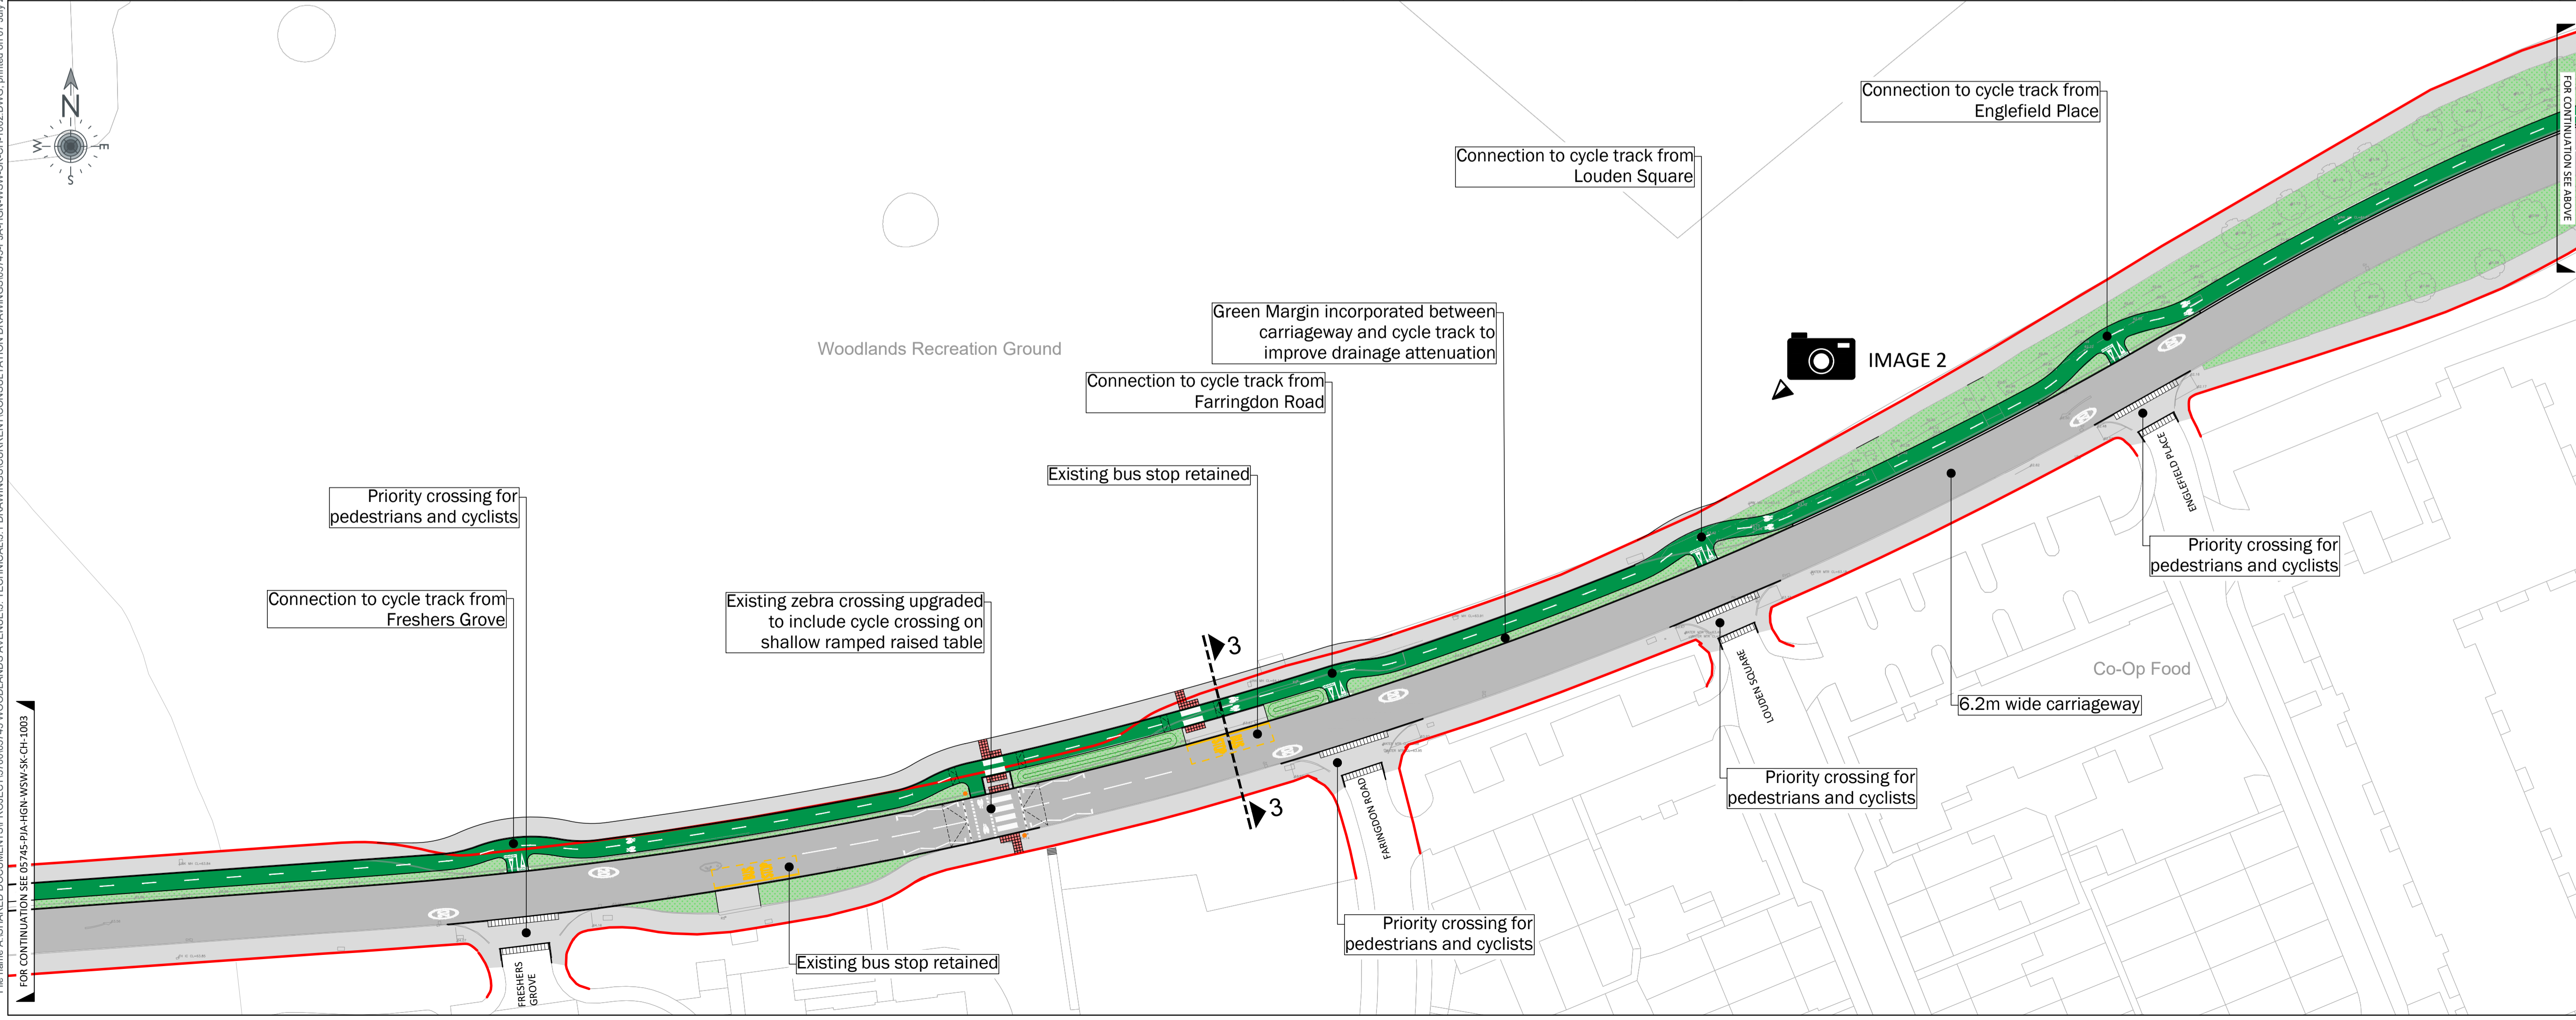 N
W
E
S
Connection to cycle track from
Englefield Place
Connection to cycle track from
Louden Square
Green Margin incorporated between
carriageway and cycle track to
improve drainage attenuation
Woodlands Recreation Ground
IMAGE 2
Connection to cycle track from
Farringdon Road
Existing bus stop retained
Priority crossing for
pedestrians and cyclists
Connection to cycle track from
Freshers Grove
Existing zebra crossing upgraded
to include cycle crossing on
shallow ramped raised table
3
3
Priority crossing for
pedestrians and cyclists
ENGLEFIELD PLACE
Co-Op Food
6.2m wide carriageway
LOUDEN SQUARE
Priority crossing for
pedestrians and cyclists
FARINGDON ROAD
Priority crossing for
pedestrians and cyclists
Existing bus stop retained
FRESHERS
GROVE
FOR CONTINUATION SEE 05745-PJA-HGN-WSW-SK-CH-1003
FOR CONTINUATION SEE ABOVE